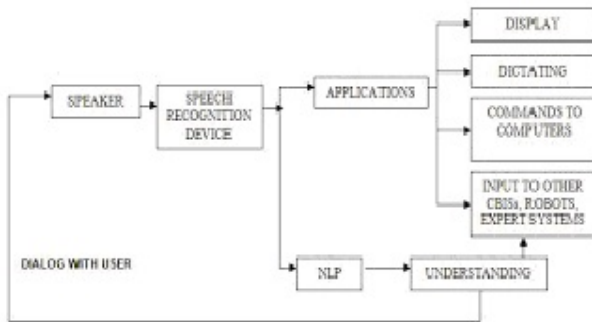 DISPLAY
DICTATING
SPEAKER
SPEECH
RECOGNITION
DEVICE
APPLICATIONS
COMMANDS TO
COMPUTERS
INPUT TO OTHER
CBISs, ROBOTS,
EXPERT SYSTEMS
DIALOG WITH USER
NLP
UNDERSTANDING